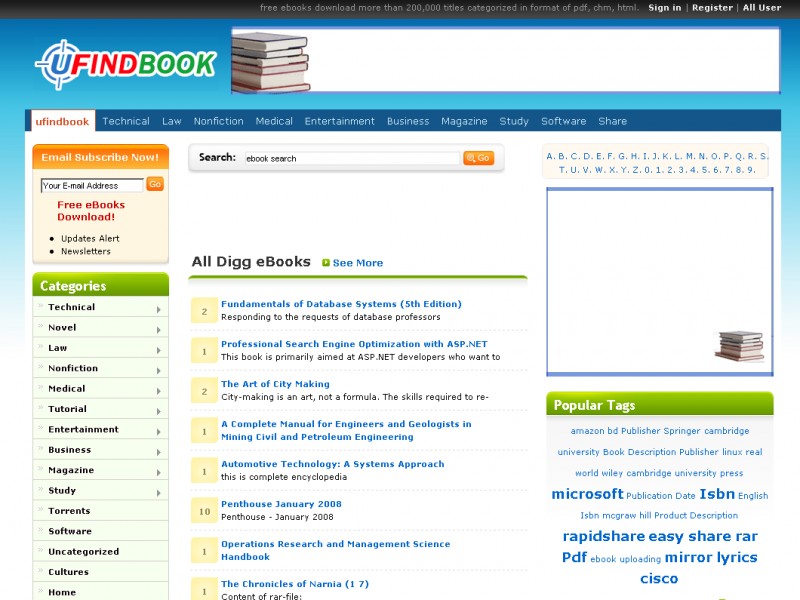 free ebooks download more than 200,000 titles categorized in format of pdf, chm, html. Sign in | Register | All User
UFINDBOOK
ufindbook Technical Law Nonfiction Medical Entertainment Business Magazine Study Software Share
Email Subscribe Now!
Your E-mail Address Go
Free eBooks
Download!
Updates Alert
Newsletters
Categories
Technical
Novel
Law
Nonfiction
Medical
Tutorial
Entertainment
Business
Magazine
Study
Torrents
Software
Uncategorized
Cultures
Home
Search: ebook search Go
All Digg eBooks See More
2 Fundamentals of Database Systems (5th Edition)
Responding to the requests of database professors
1 Professional Search Engine Optimization with ASP.NET
This book is primarily aimed at ASP.NET developers who want to
2 The Art of City Making
City-making is an art, not a formula. The skills required to re-
1 A Complete Manual for Engineers and Geologists in
Mining Civil and Petroleum Engineering
1 Automotive Technology: A Systems Approach
this is complete encyclopedia
10 Penthouse January 2008
Penthouse - January 2008
1 Operations Research and Management Science
Handbook
1 The Chronicles of Narnia (1 7)
Content of rar-file:
A. B. C. D. E. F. G. H. I. J. K. L. M. N. O. P. Q. R. S.
T. U. V. W. X. Y. Z. 0. 1. 2. 3. 4. 5. 6. 7. 8. 9.
Popular Tags
amazon bd Publisher Springer cambridge
university Book Description Publisher linux real
world wiley cambridge university press
microsoft Publication Date Isbn English
Isbn mcgraw hill Product Description
rapidshare easy share rar
Pdf ebook uploading mirror lyrics
cisco